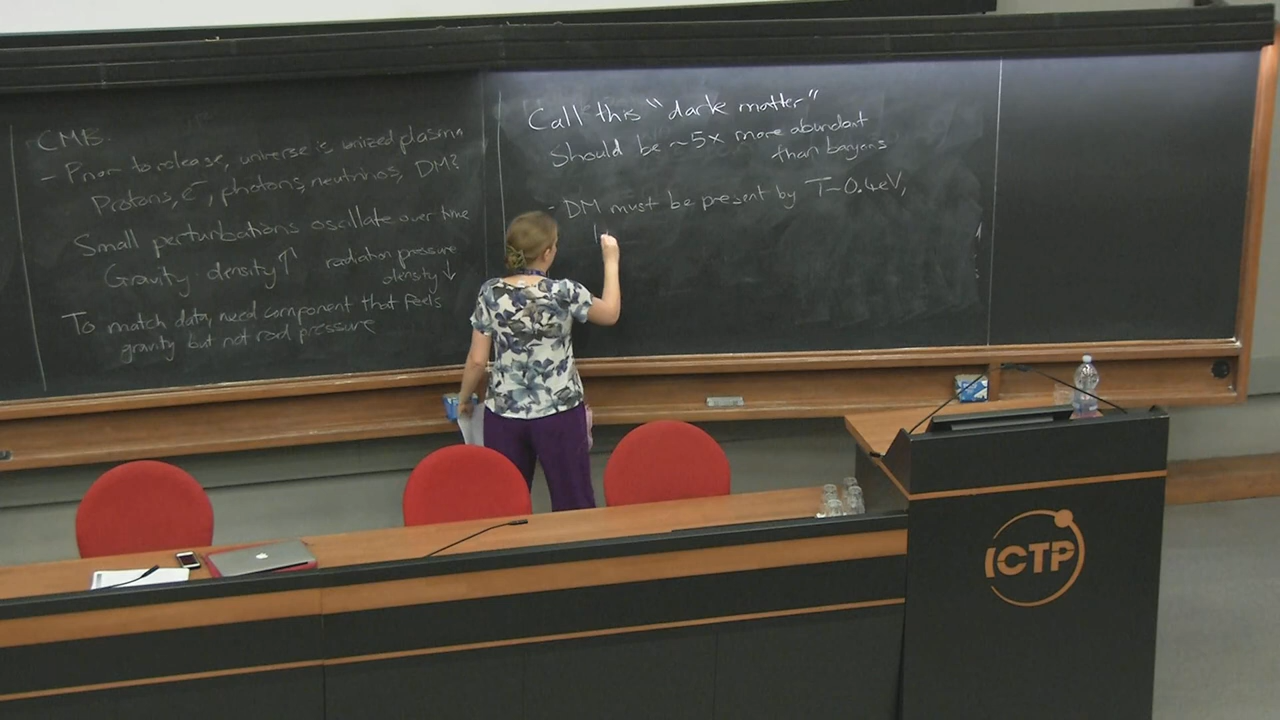 CMB.
- Prior to release, universe is ionized plasma
Protons, e⁻, photons, neutrinos, DM?
Small perturbations oscillate over time
Gravity: density ↑ radiation pressure
density ↓
To match data, need component that feels
gravity but not rad pressure
Call this "dark matter"
Should be ~5x more abundant
than baryons
- DM must be present by T~0.4eV,
ICTP